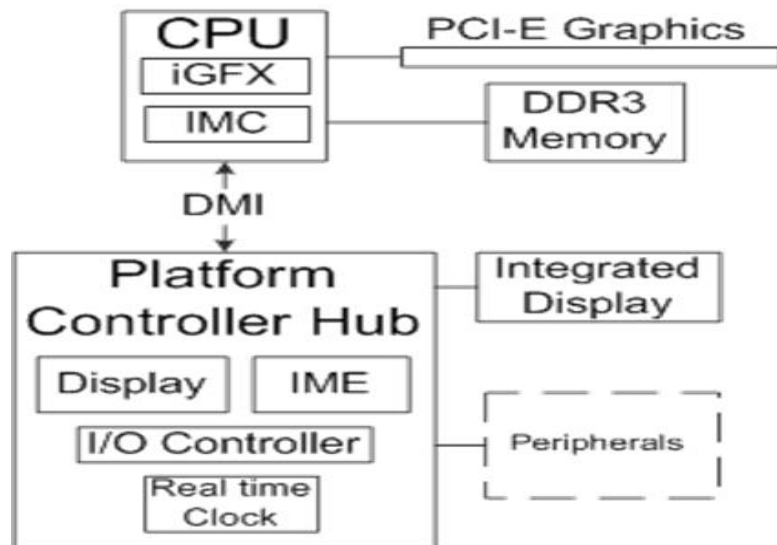 CPU
iGFX
IMC
PCI-E Graphics
DDR3
Memory
DMI
Platform
Controller Hub
Display
IME
I/O Controller
Real time
Clock
Integrated
Display
Peripherals